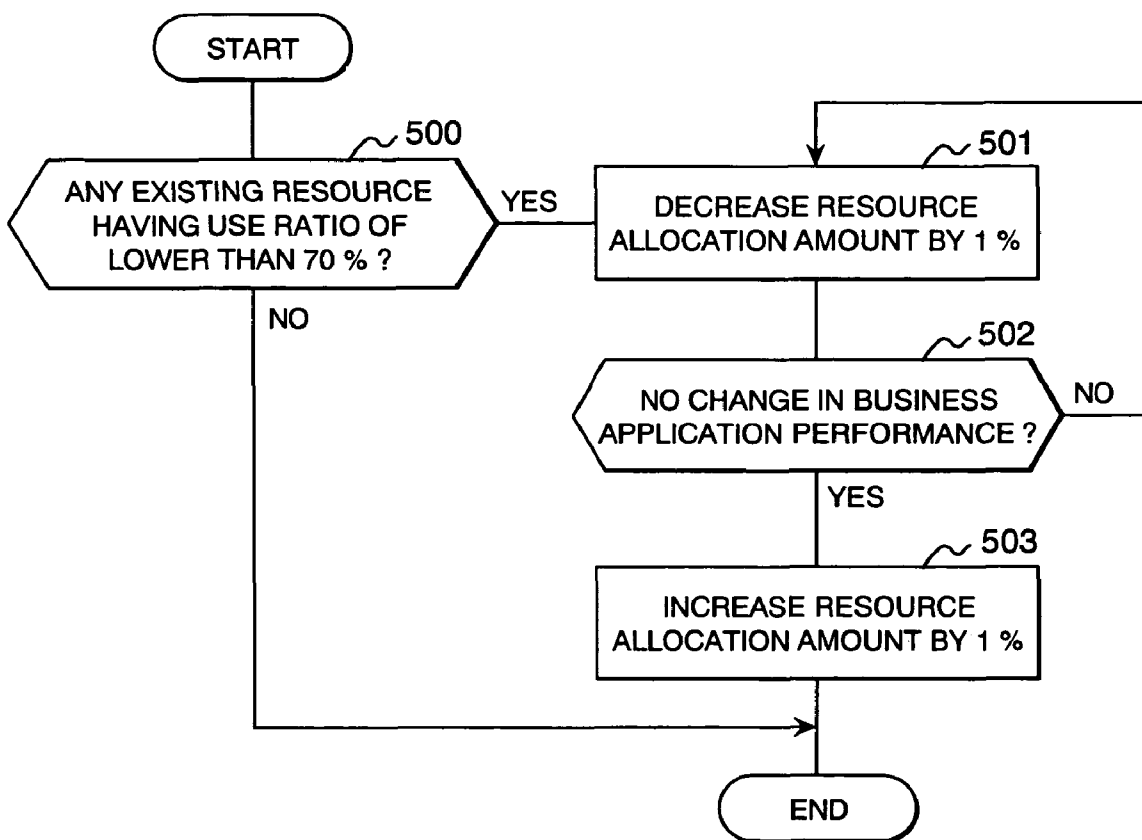 START
500
ANY EXISTING RESOURCE
HAVING USE RATIO OF
LOWER THAN 70 % ?
YES
NO
501
DECREASE RESOURCE
ALLOCATION AMOUNT BY 1 %
502
NO CHANGE IN BUSINESS
APPLICATION PERFORMANCE ?
NO
YES
503
INCREASE RESOURCE
ALLOCATION AMOUNT BY 1 %
END